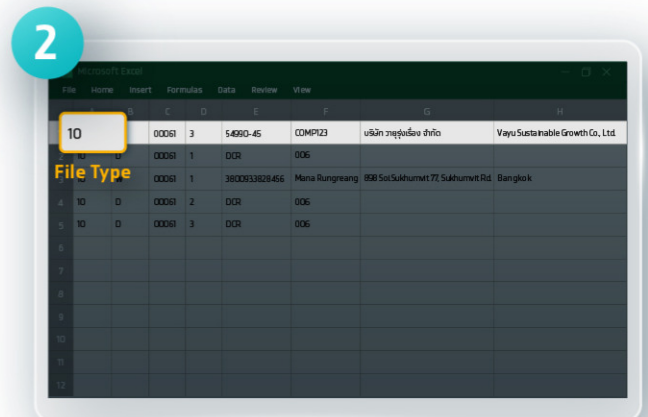 2
Microsoft Excel
File Home Insert Formulas Data Review View
B C D E F G H
10 00061 3 54990-45 COMP123 บริษัท วายุรุ่งเรือง จำกัด Vayu Sustainable Growth Co., Ltd.
2 10 D 00061 1 DCR 006
File Type
3 10 00061 1 3800933828456 Mana Rungreang 898 Soi Sukhumvit 77, Sukhumvit Rd. Bangkok
4 10 D 00061 2 DCR 006
5 10 D 00061 3 DCR 006
6
7
8
9
10
11
12